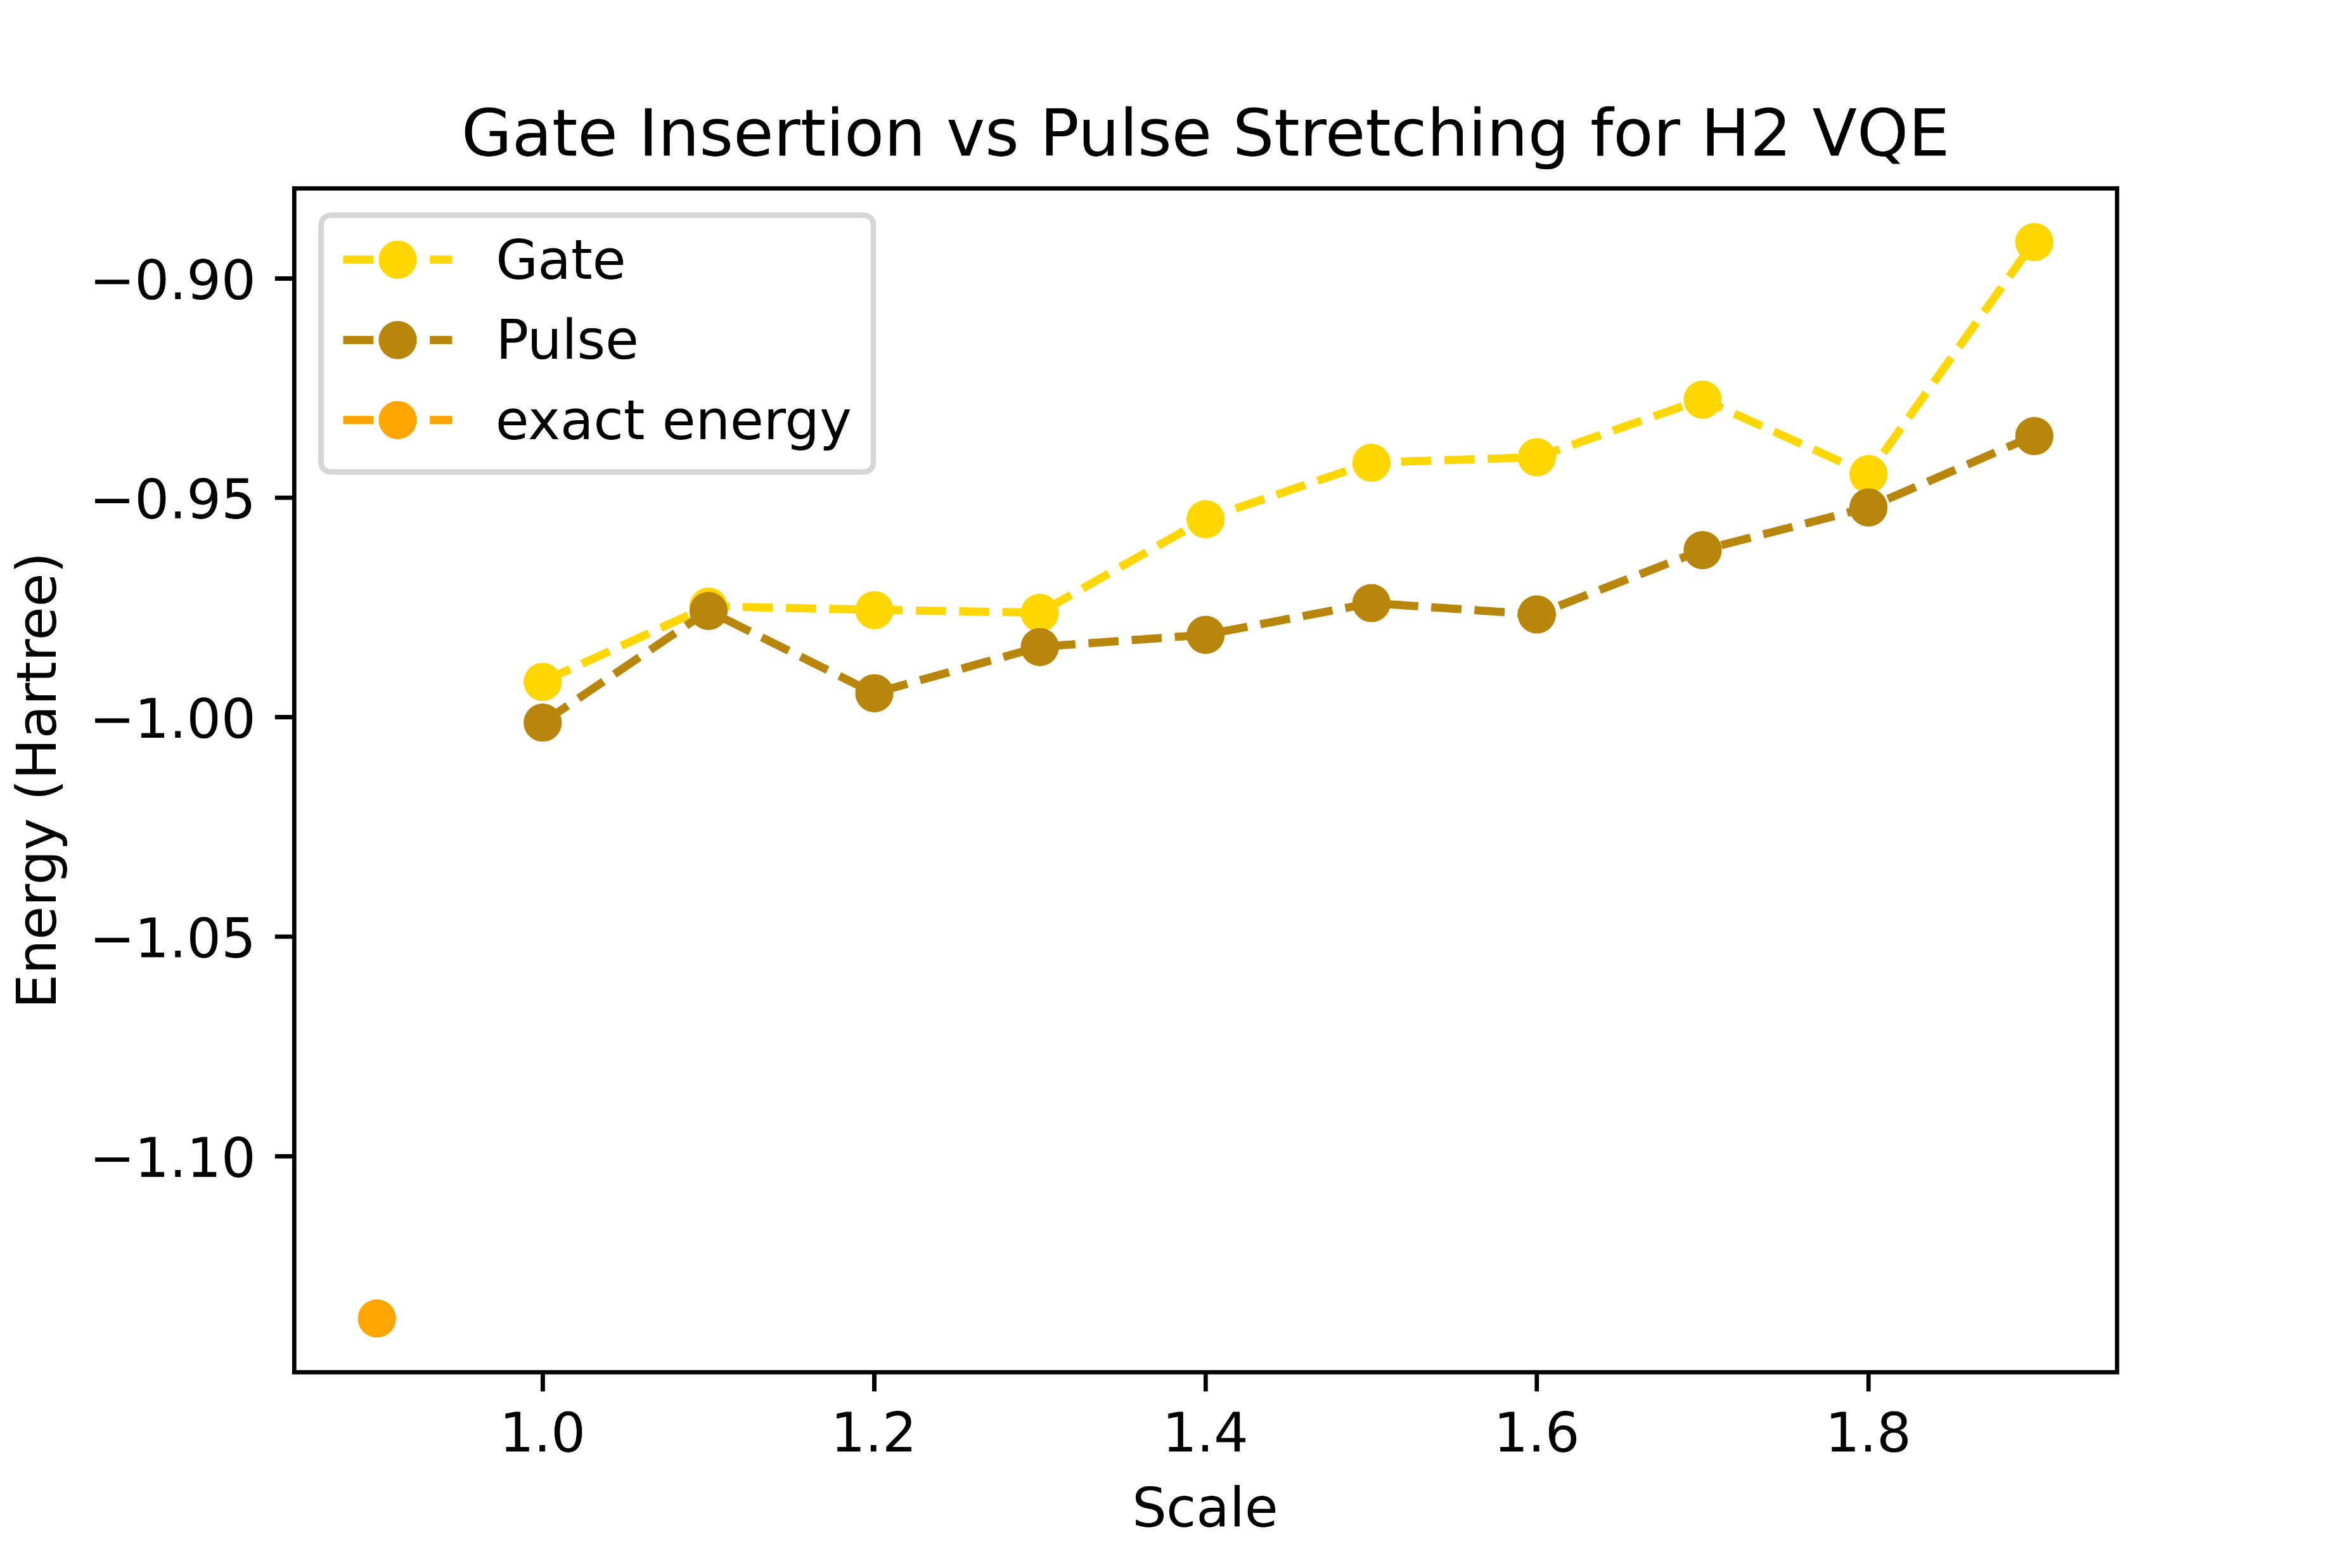 Gate Insertion vs Pulse Stretching for H2 VQE
Gate
Pulse
exact energy
−0.90
−0.95
−1.00
−1.05
−1.10
Energy (Hartree)
1.0 1.2 1.4 1.6 1.8
Scale